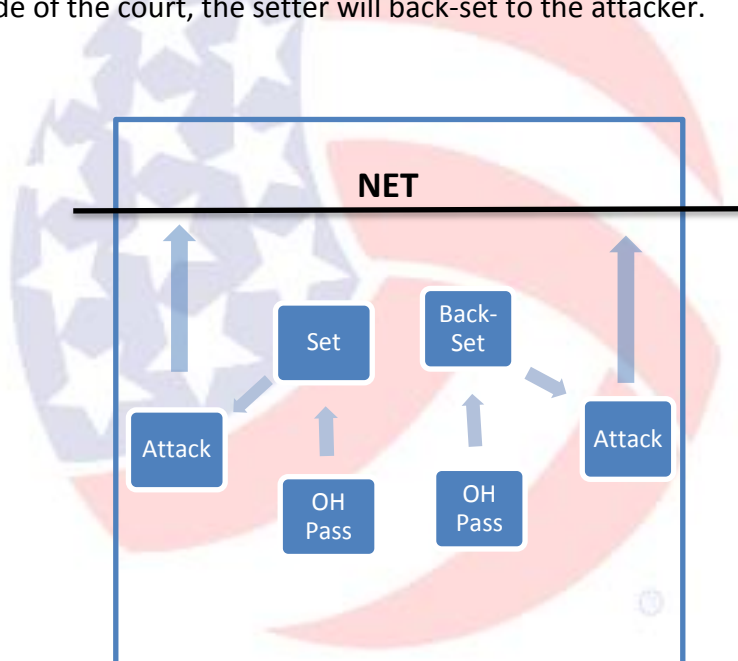 de of the court, the setter will back-set to the attacker.
NET
Set
Back-
Set
Attack
Attack
OH
Pass
OH
Pass